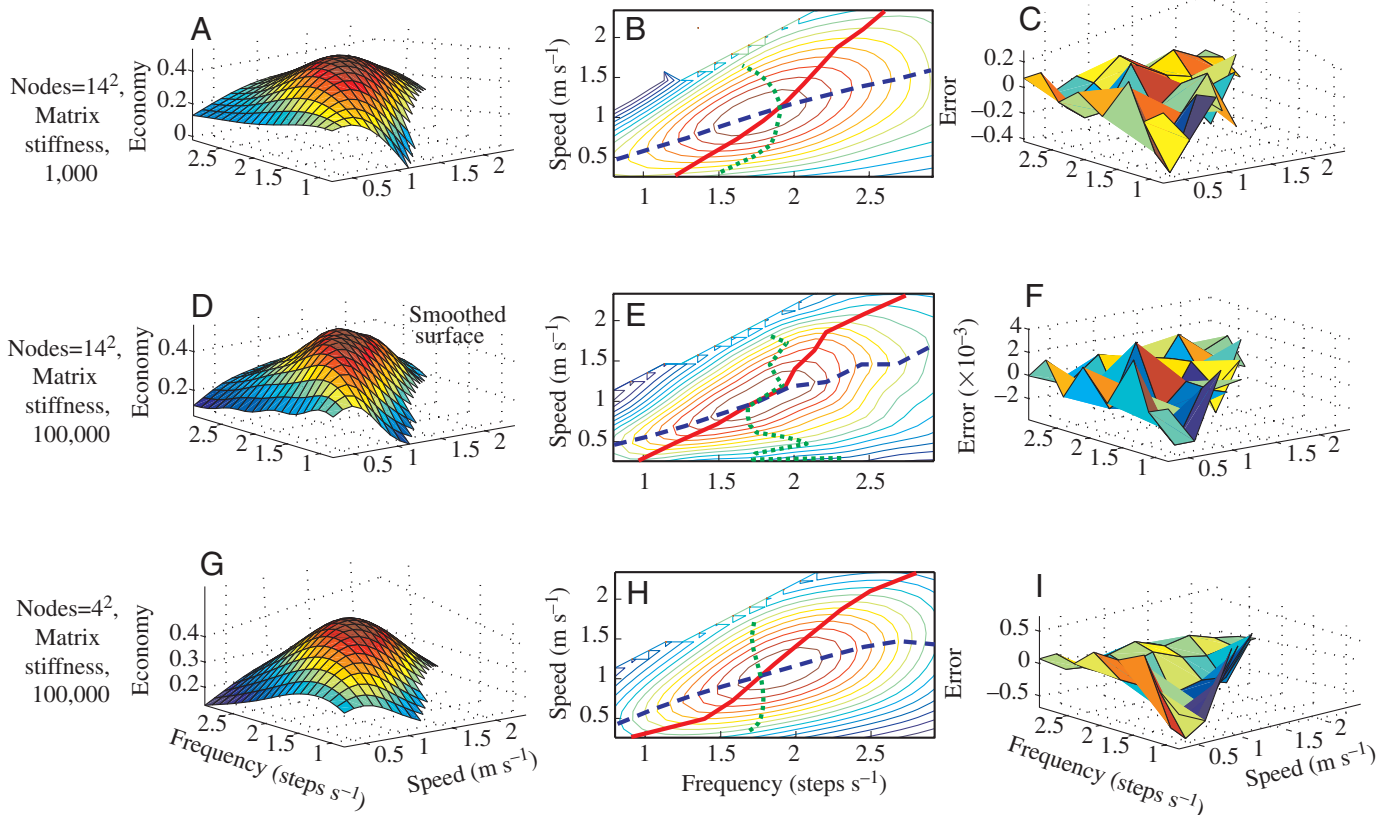 Nodes=14²,
Matrix
stiffness,
1,000
A
Economy
0.4
0.2
0
2.5
2
1.5
1
0.5
1
1.5
2
B
Speed (m s⁻¹)
2
1.5
1
0.5
1
1.5
2
2.5
C
Error
0.2
0
−0.2
−0.4
2.5
2
1.5
1
0.5
1
1.5
2
Nodes=14²,
Matrix
stiffness,
100,000
D
Smoothed
surface
Economy
0.4
0.2
2.5
2
1.5
1
0.5
1
1.5
2
E
Speed (m s⁻¹)
2
1.5
1
0.5
1
1.5
2
2.5
F
Error (×10⁻³)
4
2
0
−2
2.5
2
1.5
1
0.5
1
1.5
2
Nodes=4²,
Matrix
stiffness,
100,000
G
Economy
0.4
0.3
0.2
2.5
2
1.5
1
0.5
1
1.5
2
Frequency (steps s⁻¹)
Speed (m s⁻¹)
H
Speed (m s⁻¹)
2
1.5
1
0.5
1
1.5
2
2.5
Frequency (steps s⁻¹)
I
Error
0.5
0
−0.5
2.5
2
1.5
1
0.5
1
1.5
2
Frequency (steps s⁻¹)
Speed (m s⁻¹)